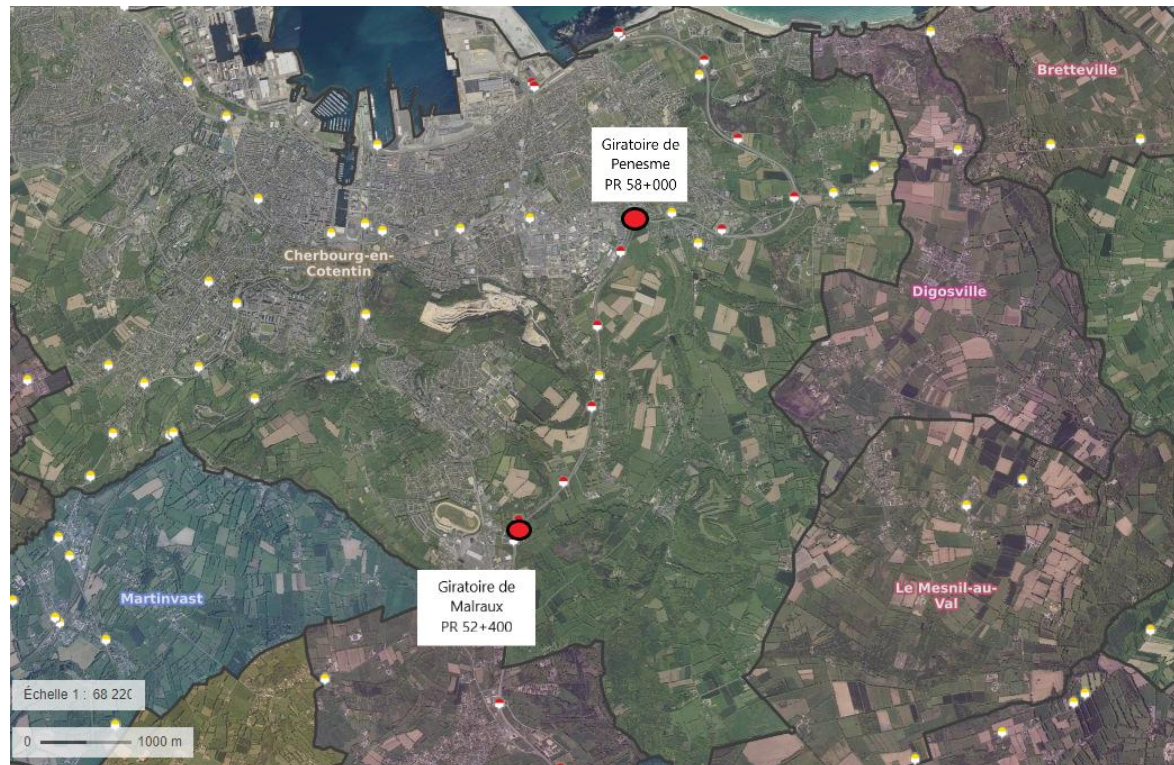 Bretteville
Giratoire de
Penesme
PR 58+000
Cherbourg-en-
Cotentin
Digosville
Giratoire de
Malraux
PR 52+400
Martinvast
Le Mesnil-au-
Val
Échelle 1 : 68 220
0 1000 m